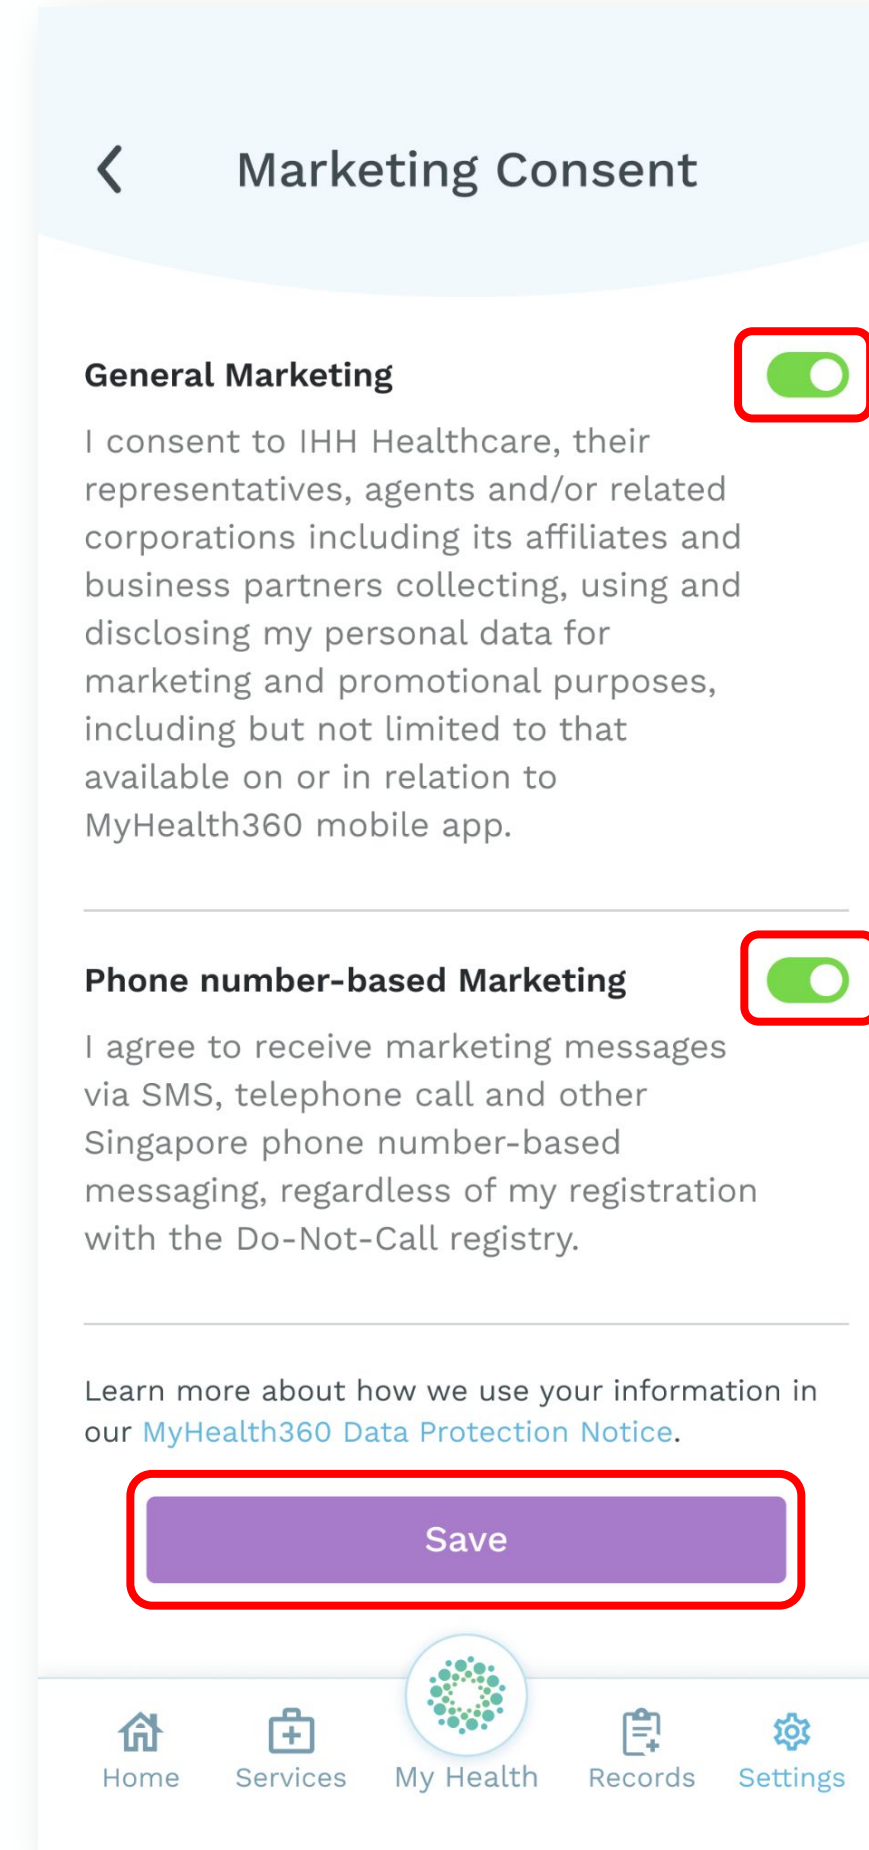 Marketing Consent
General Marketing
I consent to IHH Healthcare, their
representatives, agents and/or related
corporations including its affiliates and
business partners collecting, using and
disclosing my personal data for
marketing and promotional purposes,
including but not limited to that
available on or in relation to
MyHealth360 mobile app.
Phone number-based Marketing
I agree to receive marketing messages
via SMS, telephone call and other
Singapore phone number-based
messaging, regardless of my registration
with the Do-Not-Call registry.
Learn more about how we use your information in
our MyHealth360 Data Protection Notice.
Save
Home Services My Health Records Settings